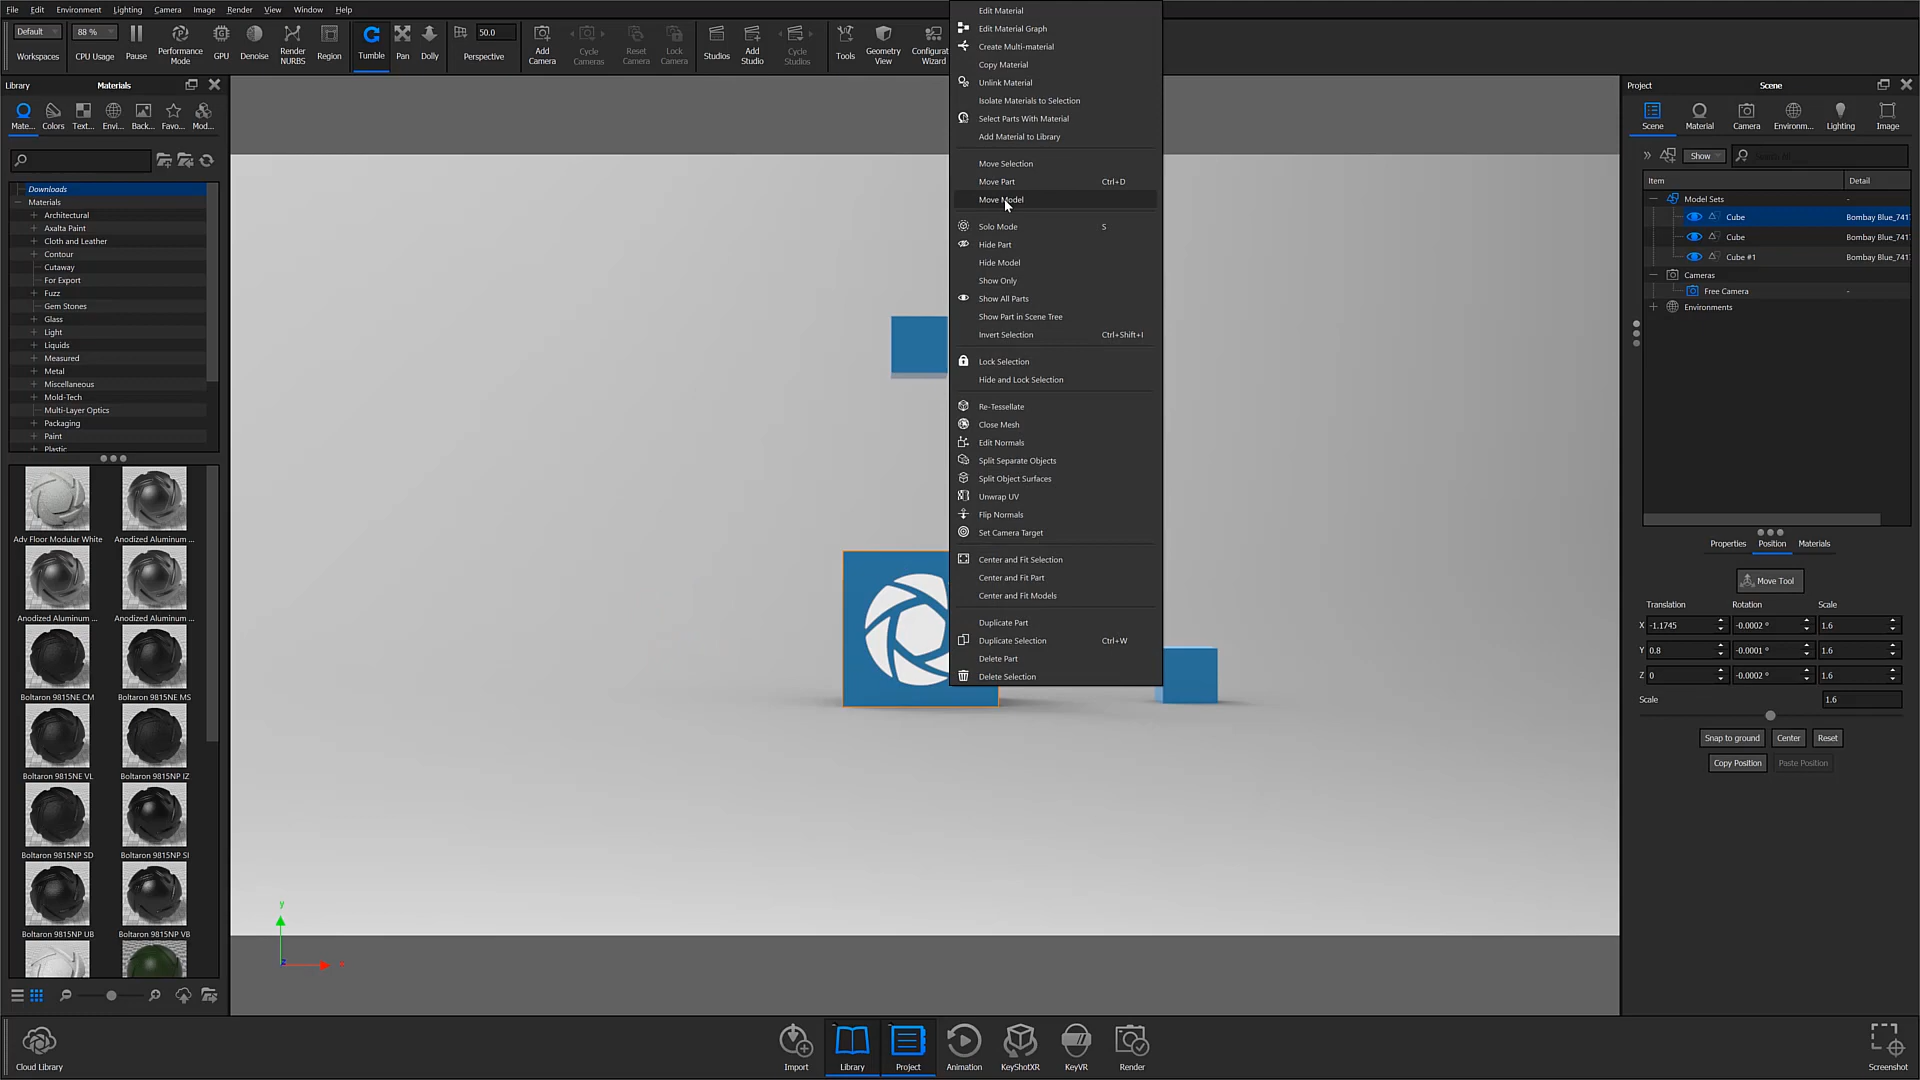 File Edit Environment Lighting Camera Image Render View Window Help
Default 88 % 50.0
Workspaces CPU Usage Pause Performance Mode GPU Denoise Render NURBS Region Tumble Pan Dolly Perspective Add Camera Cycle Cameras Reset Camera Lock Camera Studios Add Studio Cycle Studios Tools Geometry View Configurat Wizard
Library Materials
Mate... Colors Text... Envi... Back... Favo... Mod...
Downloads
Materials
Architectural
Axalta Paint
Cloth and Leather
Contour
Cutaway
For Export
Fuzz
Gem Stones
Glass
Light
Liquids
Measured
Metal
Miscellaneous
Mold-Tech
Multi-Layer Optics
Packaging
Paint
Plastic
Adv Floor Modular White Anodized Aluminum ...
Anodized Aluminum ... Anodized Aluminum ...
Boltaron 9815NE CM Boltaron 9815NE MS
Boltaron 9815NE VL Boltaron 9815NP IZ
Boltaron 9815NP SD Boltaron 9815NP SI
Boltaron 9815NP UB Boltaron 9815NP VB
Edit Material
Edit Material Graph
Create Multi-material
Copy Material
Unlink Material
Isolate Materials to Selection
Select Parts With Material
Add Material to Library
Move Selection
Move Part Ctrl+D
Move Model
Solo Mode S
Hide Part
Hide Model
Show Only
Show All Parts
Show Part in Scene Tree
Invert Selection Ctrl+Shift+I
Lock Selection
Hide and Lock Selection
Re-Tessellate
Close Mesh
Edit Normals
Split Separate Objects
Split Object Surfaces
Unwrap UV
Flip Normals
Set Camera Target
Center and Fit Selection
Center and Fit Part
Center and Fit Models
Duplicate Part
Duplicate Selection Ctrl+W
Delete Part
Delete Selection
y
Project Scene
Scene Material Camera Environm... Lighting Image
Show
Item Detail
Model Sets -
Cube Bombay Blue_741
Cube Bombay Blue_741
Cube #1 Bombay Blue_741
Cameras
Free Camera -
Environments
Properties Position Materials
Move Tool
Translation Rotation Scale
X -1.1745 -0.0002 ° 1.6
Y 0.8 -0.0001 ° 1.6
Z 0 -0.0002 ° 1.6
Scale 1.6
Snap to ground Center Reset
Copy Position Paste Position
Cloud Library Import Library Project Animation KeyShotXR KeyVR Render Screenshot